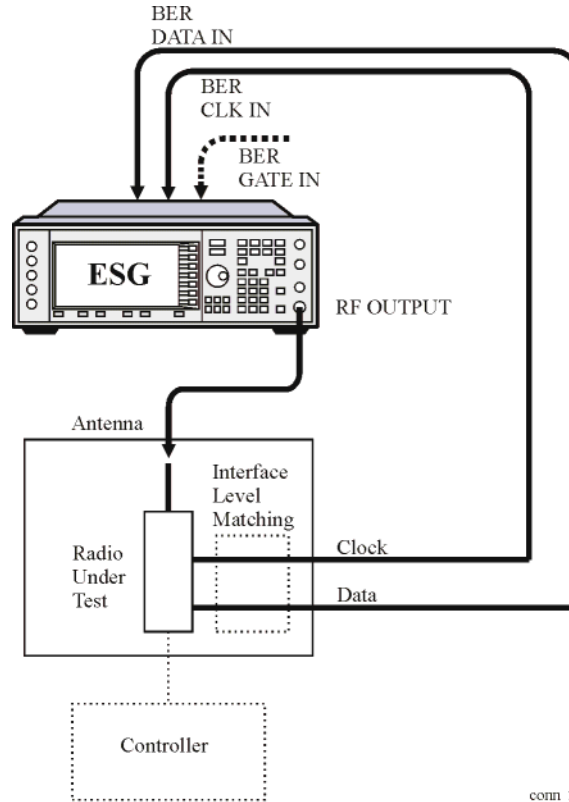 BER
DATA IN
BER
CLK IN
BER
GATE IN
ESG
RF OUTPUT
Antenna
Interface
Level
Matching
Radio
Under
Test
Clock
Data
Controller
conn